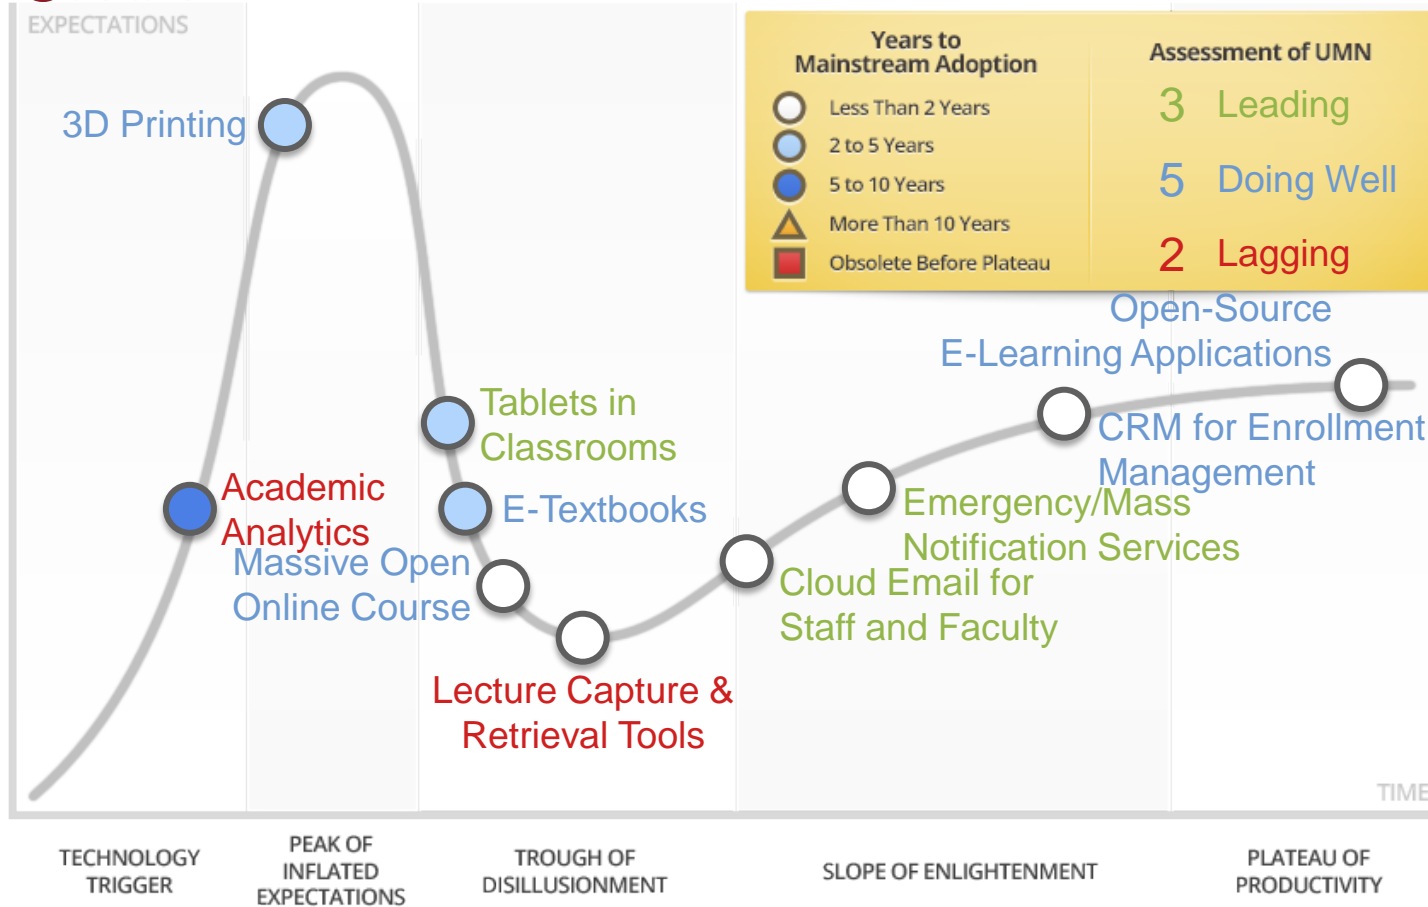 EXPECTATIONS
Years to
Mainstream Adoption
Less Than 2 Years
2 to 5 Years
5 to 10 Years
More Than 10 Years
Obsolete Before Plateau
Assessment of UMN
3 Leading
5 Doing Well
2 Lagging
3D Printing
Academic
Analytics
Tablets in
Classrooms
E-Textbooks
Massive Open
Online Course
Lecture Capture &
Retrieval Tools
Cloud Email for
Staff and Faculty
Emergency/Mass
Notification Services
Open-Source
E-Learning Applications
CRM for Enrollment
Management
TIME
TECHNOLOGY
TRIGGER
PEAK OF
INFLATED
EXPECTATIONS
TROUGH OF
DISILLUSIONMENT
SLOPE OF ENLIGHTENMENT
PLATEAU OF
PRODUCTIVITY